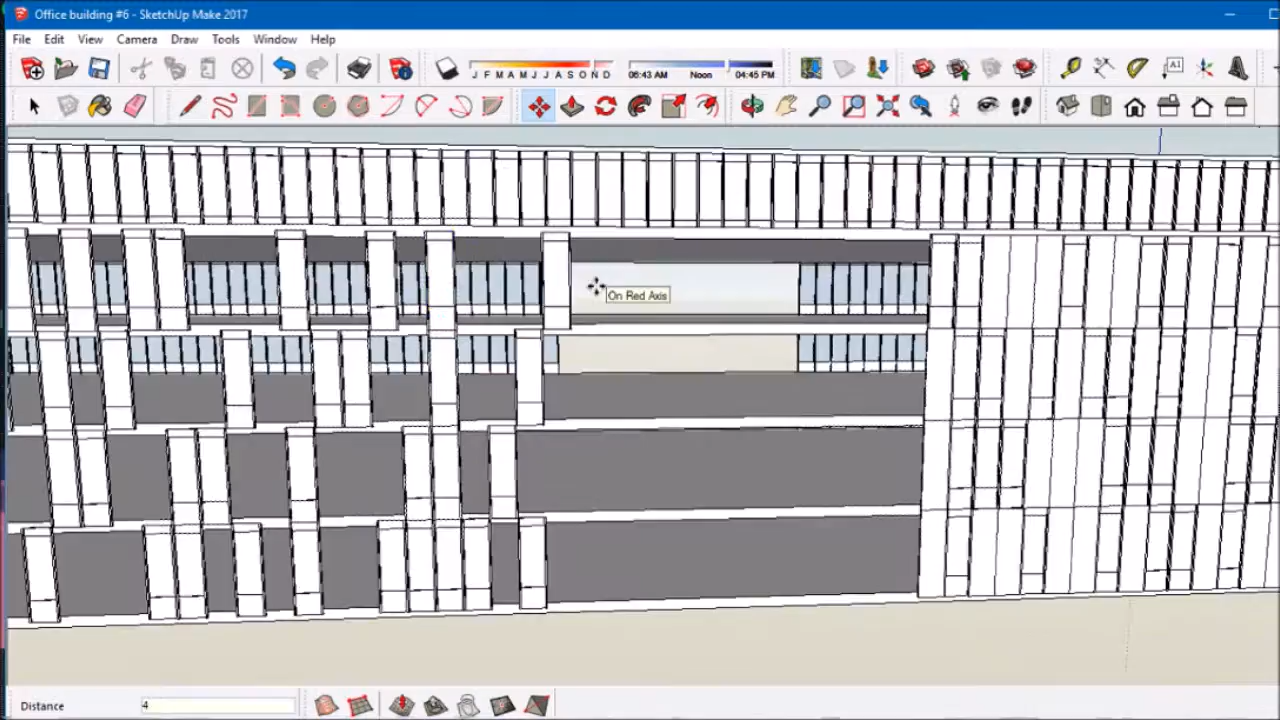 Office building #6 - SketchUp Make 2017
File Edit View Camera Draw Tools Window Help
J F M A M J J A S O N D
06:43 AM Noon 04:45 PM
A1
On Red Axis
Distance 4